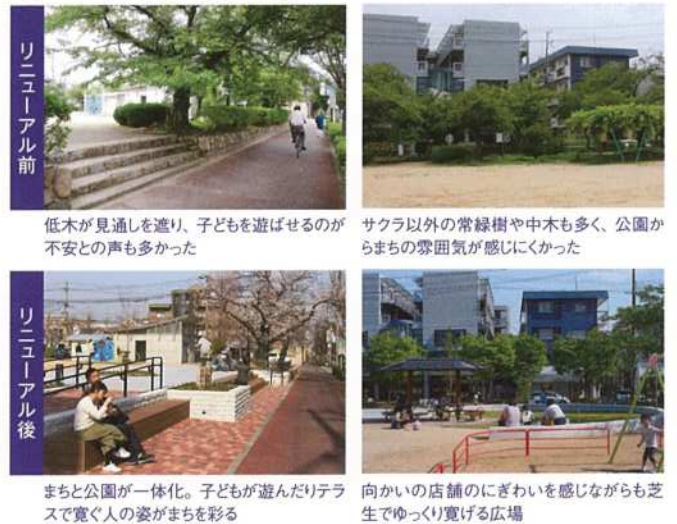 リニューアル前
低木が見通しを遮り、子どもを遊ばせるのが
不安との声も多かった
サクラ以外の常緑樹や中木も多く、公園か
らまちの雰囲気が感じにくかった
リニューアル後
まちと公園が一体化。子どもが遊んだりテラ
スで寛ぐ人の姿がまちを彩る
向かいの店舗のにぎわいを感じながらも芝
生でゆっくり寛げる広場